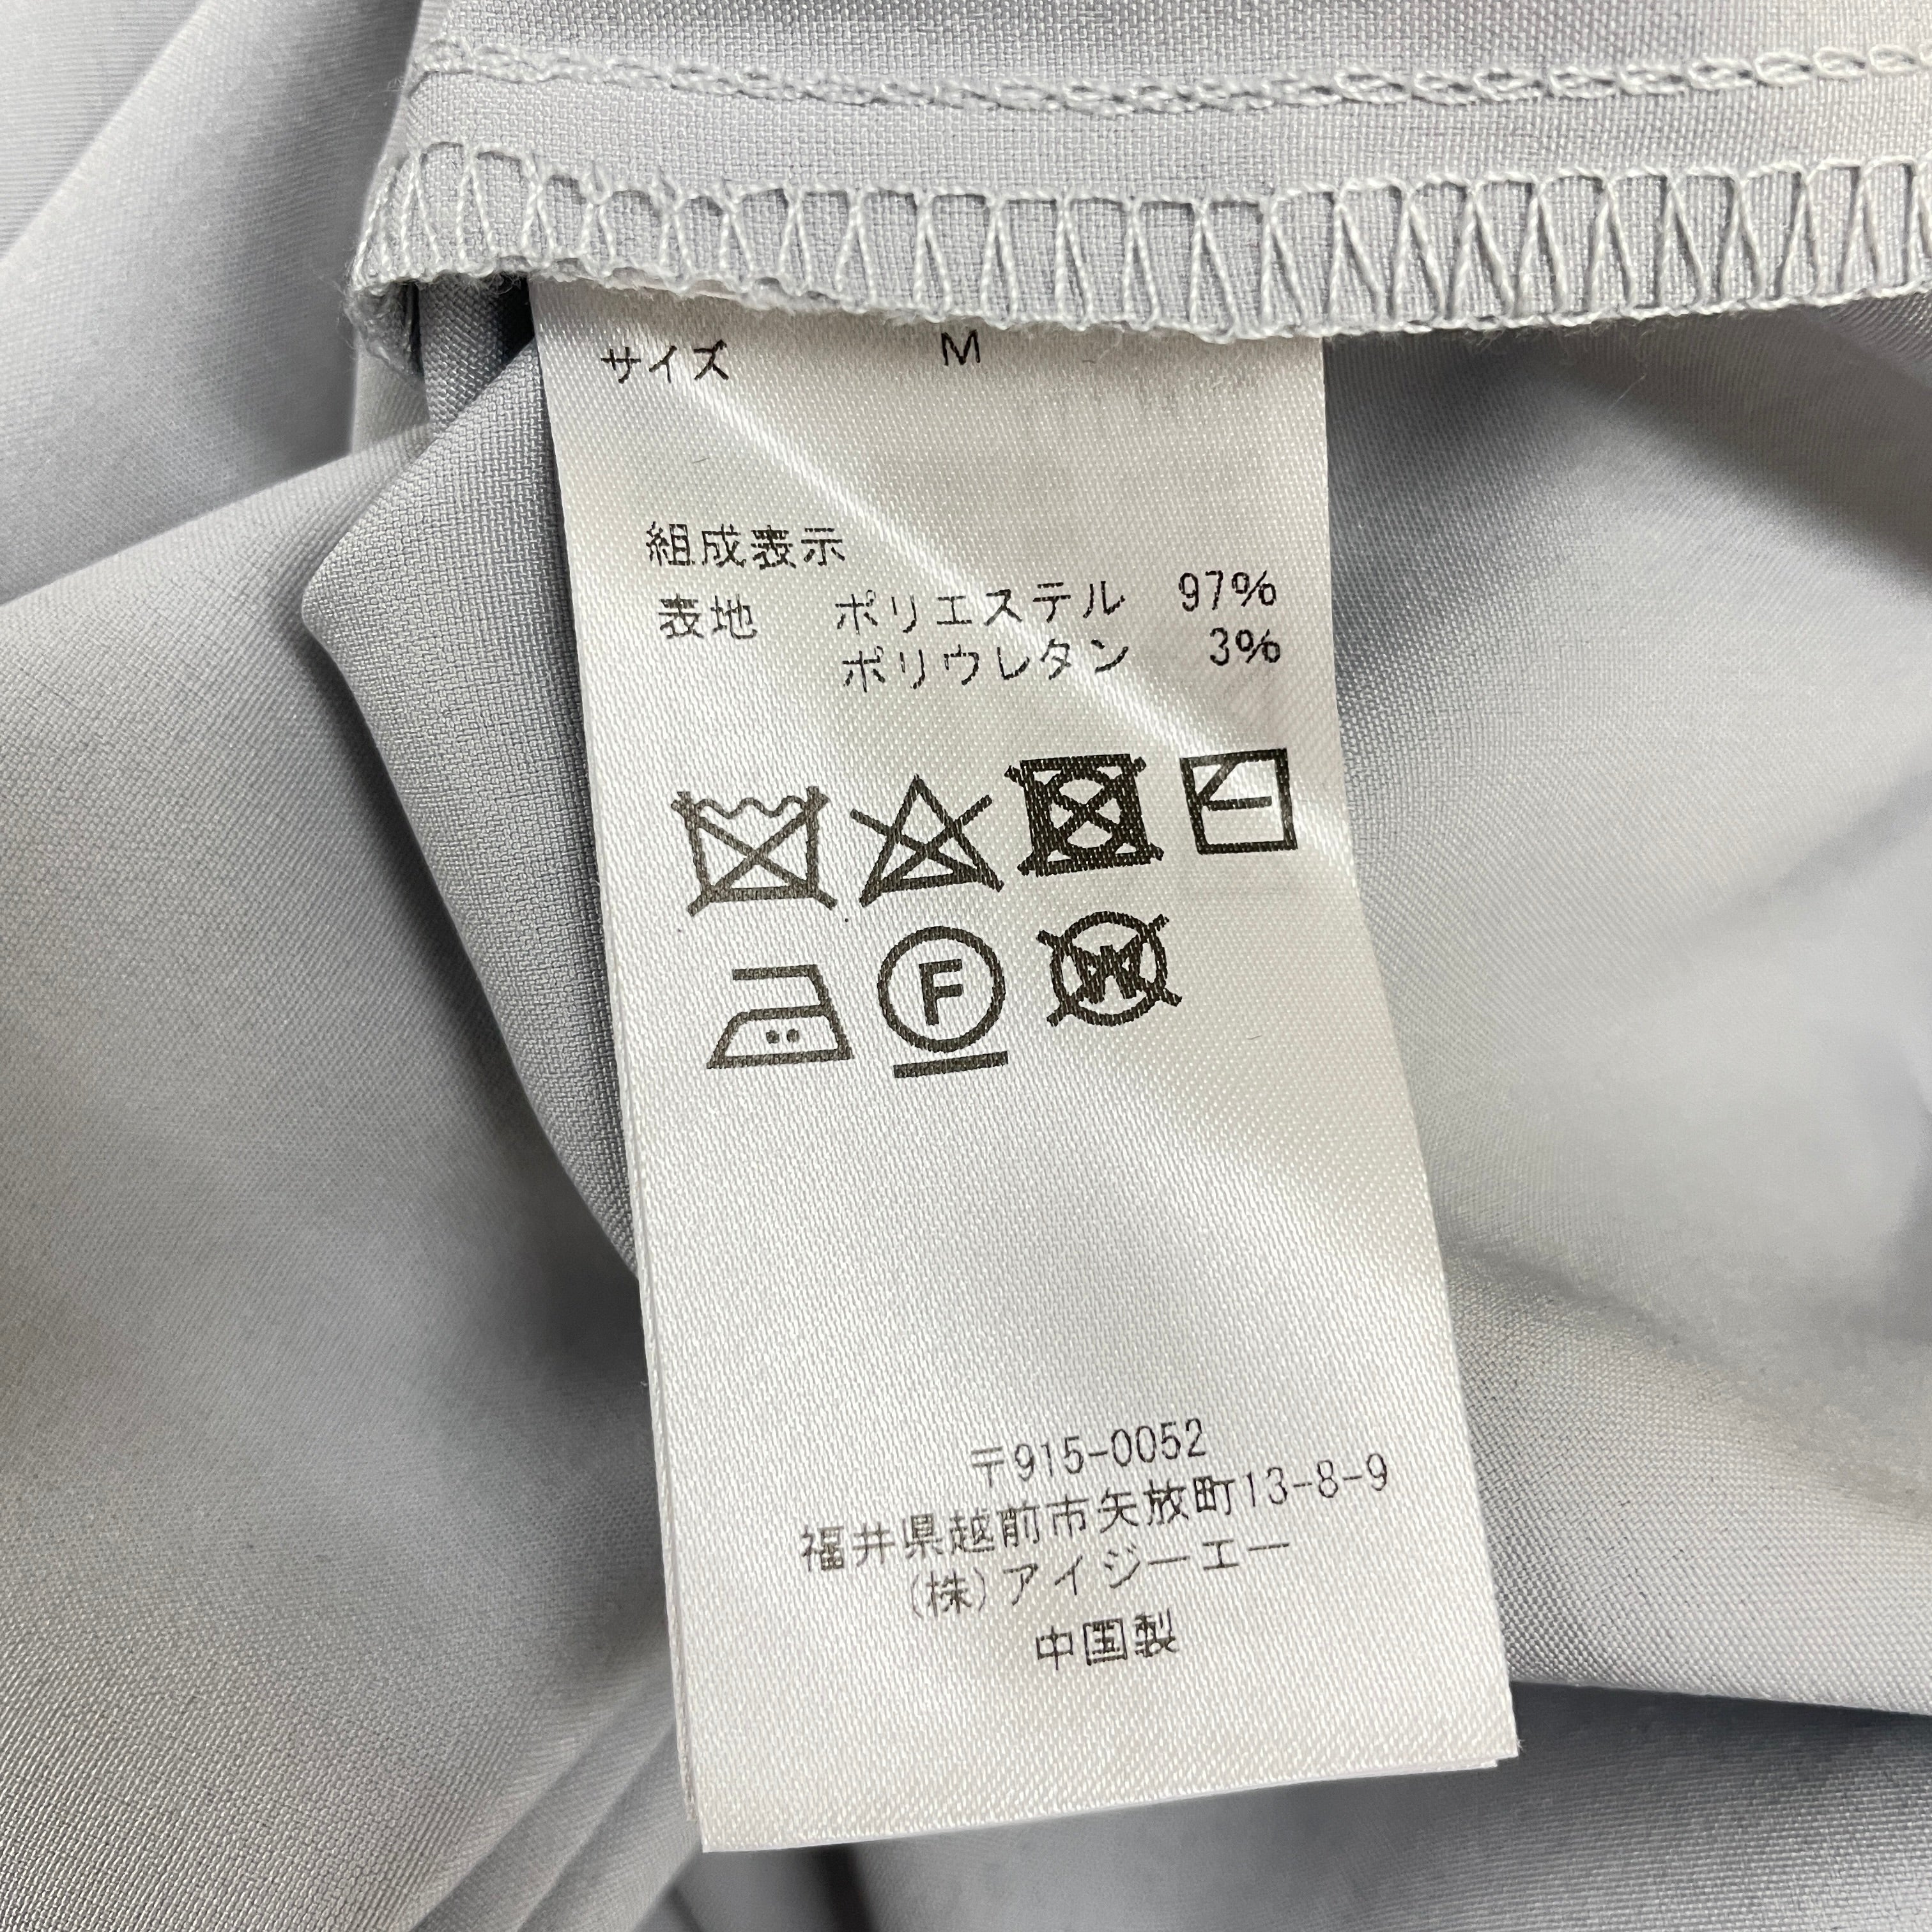 サイズ M
組成表示
表地 ポリエステル 97%
ポリウレタン 3%
F
W
〒915-0052
福井県越前市矢放町13-8-9
(株)アイジーエー
中国製